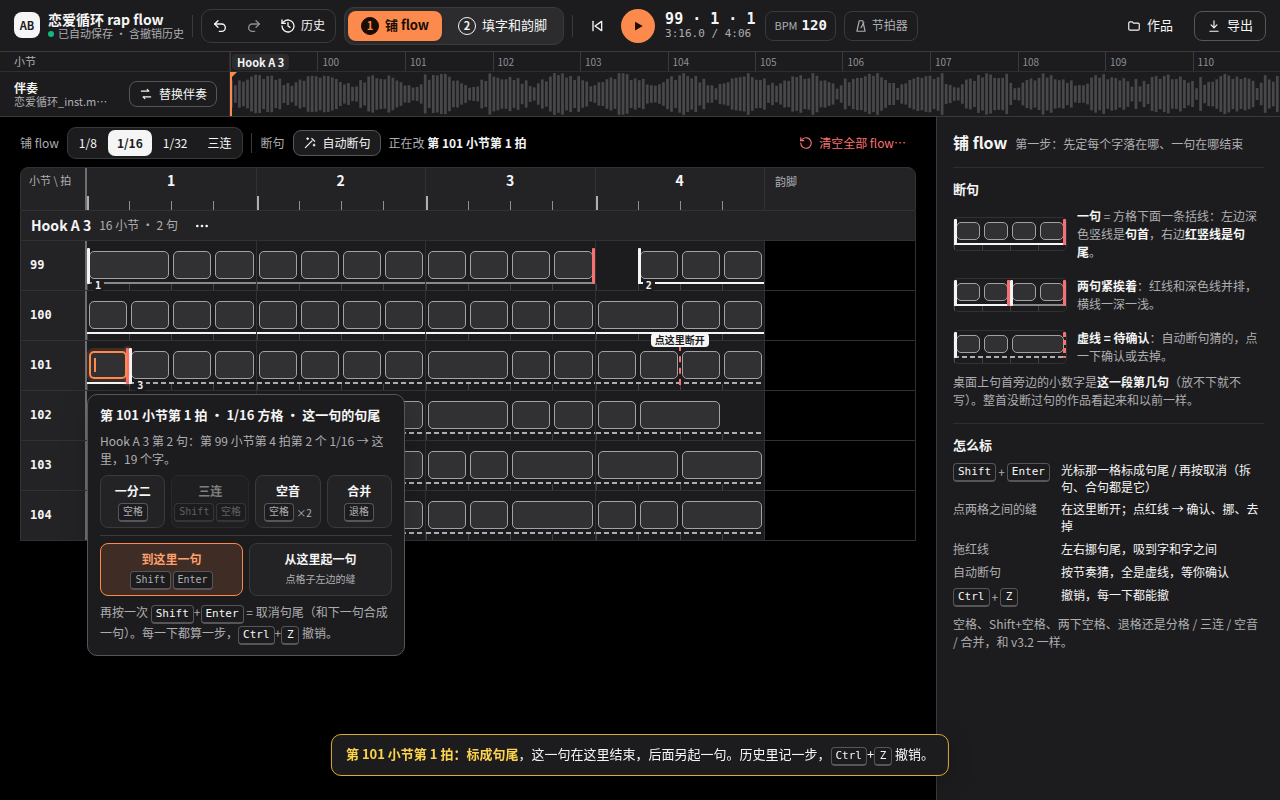 AB 恋爱循环 rap flow
已自动保存 · 含撤销历史
历史
1 铺 flow
2 填字和韵脚
99 · 1 · 1
3:16.0 / 4:06
BPM 120
节拍器
作品
导出
小节
Hook A 3 100 101 102 103 104 105 106 107 108 109 110
伴奏
恋爱循环_inst.m…
替换伴奏
铺 flow 1/8 1/16 1/32 三连 断句 自动断句 正在改 第 101 小节第 1 拍 清空全部 flow…
小节 \ 拍 1 2 3 4 韵脚
Hook A 3 16 小节 · 2 句 ···
99
1 2
100
点这里断开
101
3
102
103
104
第 101 小节第 1 拍 · 1/16 方格 · 这一句的句尾
Hook A 3 第 2 句：第 99 小节第 4 拍第 2 个 1/16 → 这
里，19 个字。
一分二 三连 空音 合并
空格 Shift 空格 空格 ×2 退格
到这里一句 从这里起一句
Shift Enter 点格子左边的缝
再按一次 Shift + Enter = 取消句尾（和下一句合成
一句）。每一下都算一步，Ctrl + Z 撤销。
铺 flow 第一步：先定每个字落在哪、一句在哪结束
断句
一句 = 方格下面一条括线：左边深
色竖线是句首，右边红竖线是句
尾。
两句紧挨着：红线和深色线并排，
横线一深一浅。
虚线 = 待确认：自动断句猜的，点
一下确认或去掉。
桌面上句首旁边的小数字是这一段第几句（放不下就不
写）。整首没断过句的作品看起来和以前一样。
怎么标
Shift + Enter 光标那一格标成句尾 / 再按取消（拆
句、合句都是它）
点两格之间的缝 在这里断开；点红线 → 确认、挪、去
掉
拖红线 左右挪句尾，吸到字和字之间
自动断句 按节奏猜，全是虚线，等你确认
Ctrl + Z 撤销，每一下都能撤
空格、Shift+空格、两下空格、退格还是分格 / 三连 / 空音
/ 合并，和 v3.2 一样。
第 101 小节第 1 拍：标成句尾，这一句在这里结束，后面另起一句。历史里记一步，Ctrl + Z 撤销。